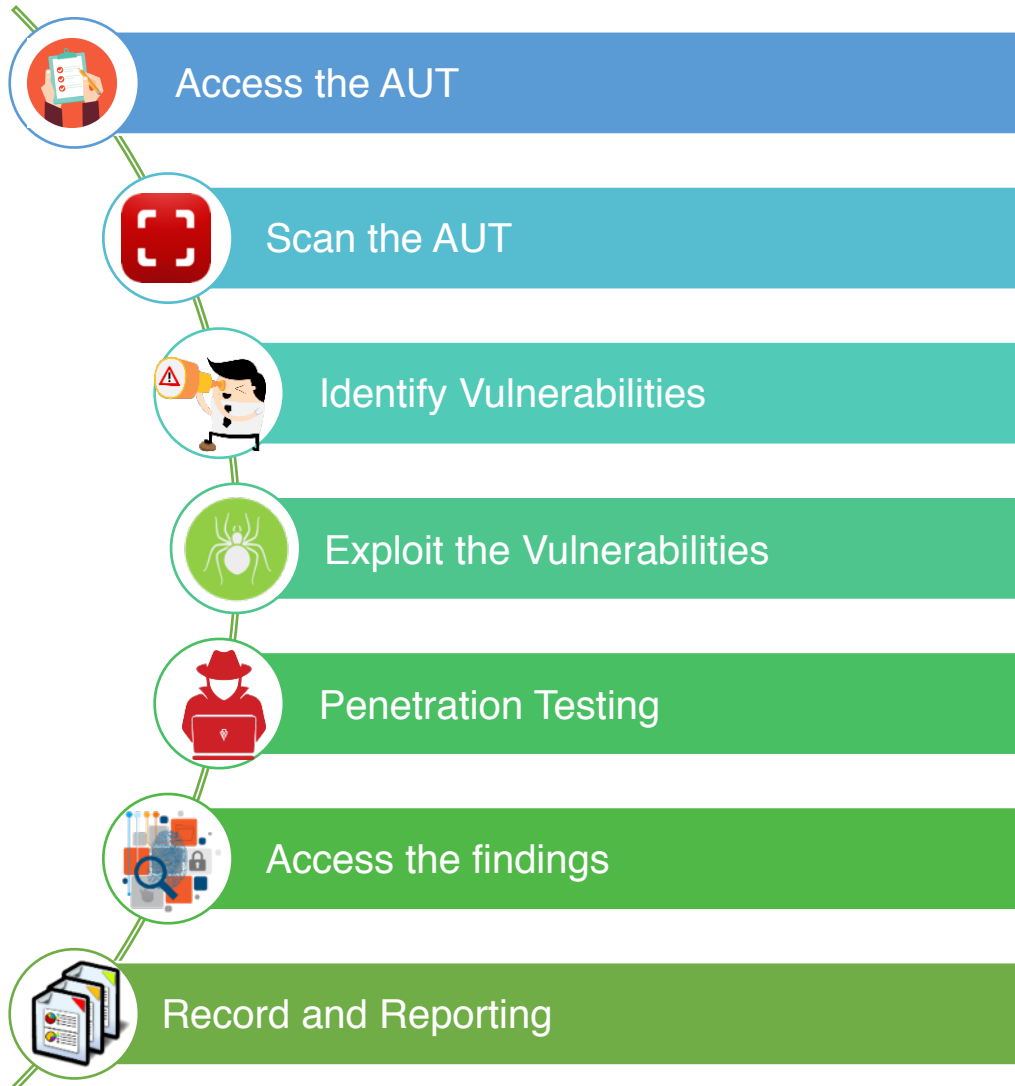 Access the AUT
Scan the AUT
Identify Vulnerabilities
Exploit the Vulnerabilities
Penetration Testing
Access the findings
Record and Reporting